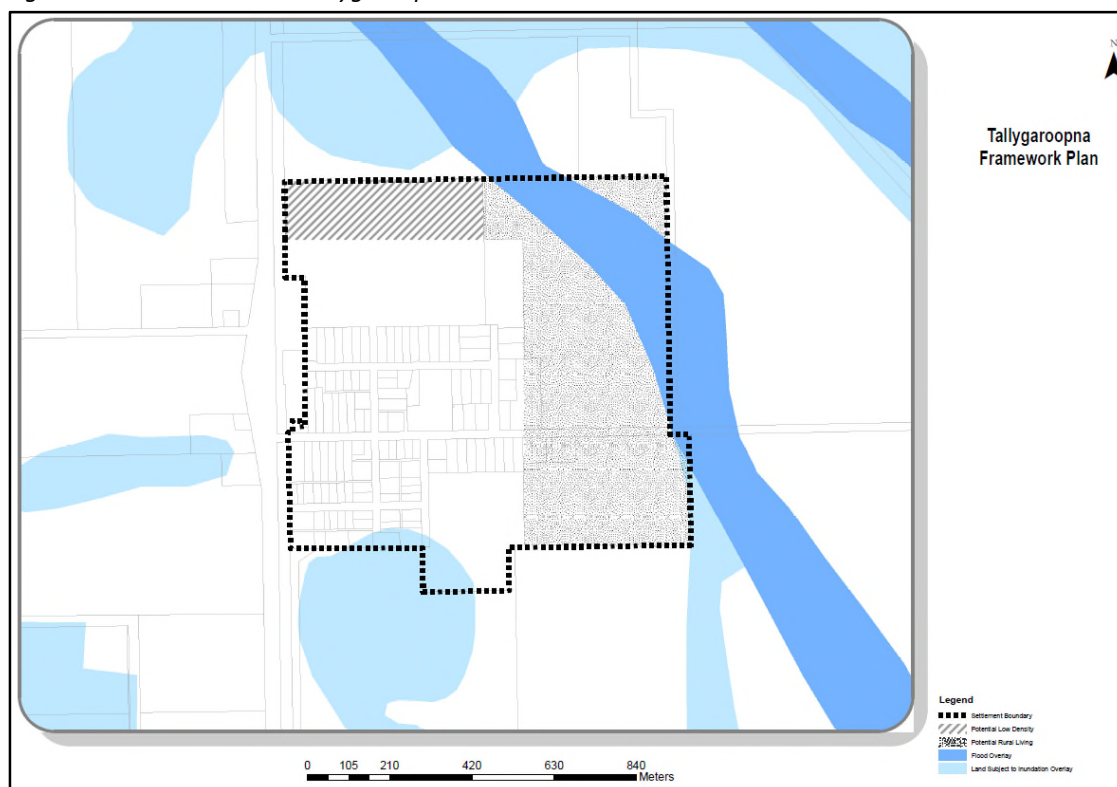 N
Tallygaroopna
Framework Plan
Legend
Settlement Boundary
Potential Low Density
Potential Rural Living
Flood Overlay
Land Subject to Inundation Overlay
0 105 210 420 630 840
Meters